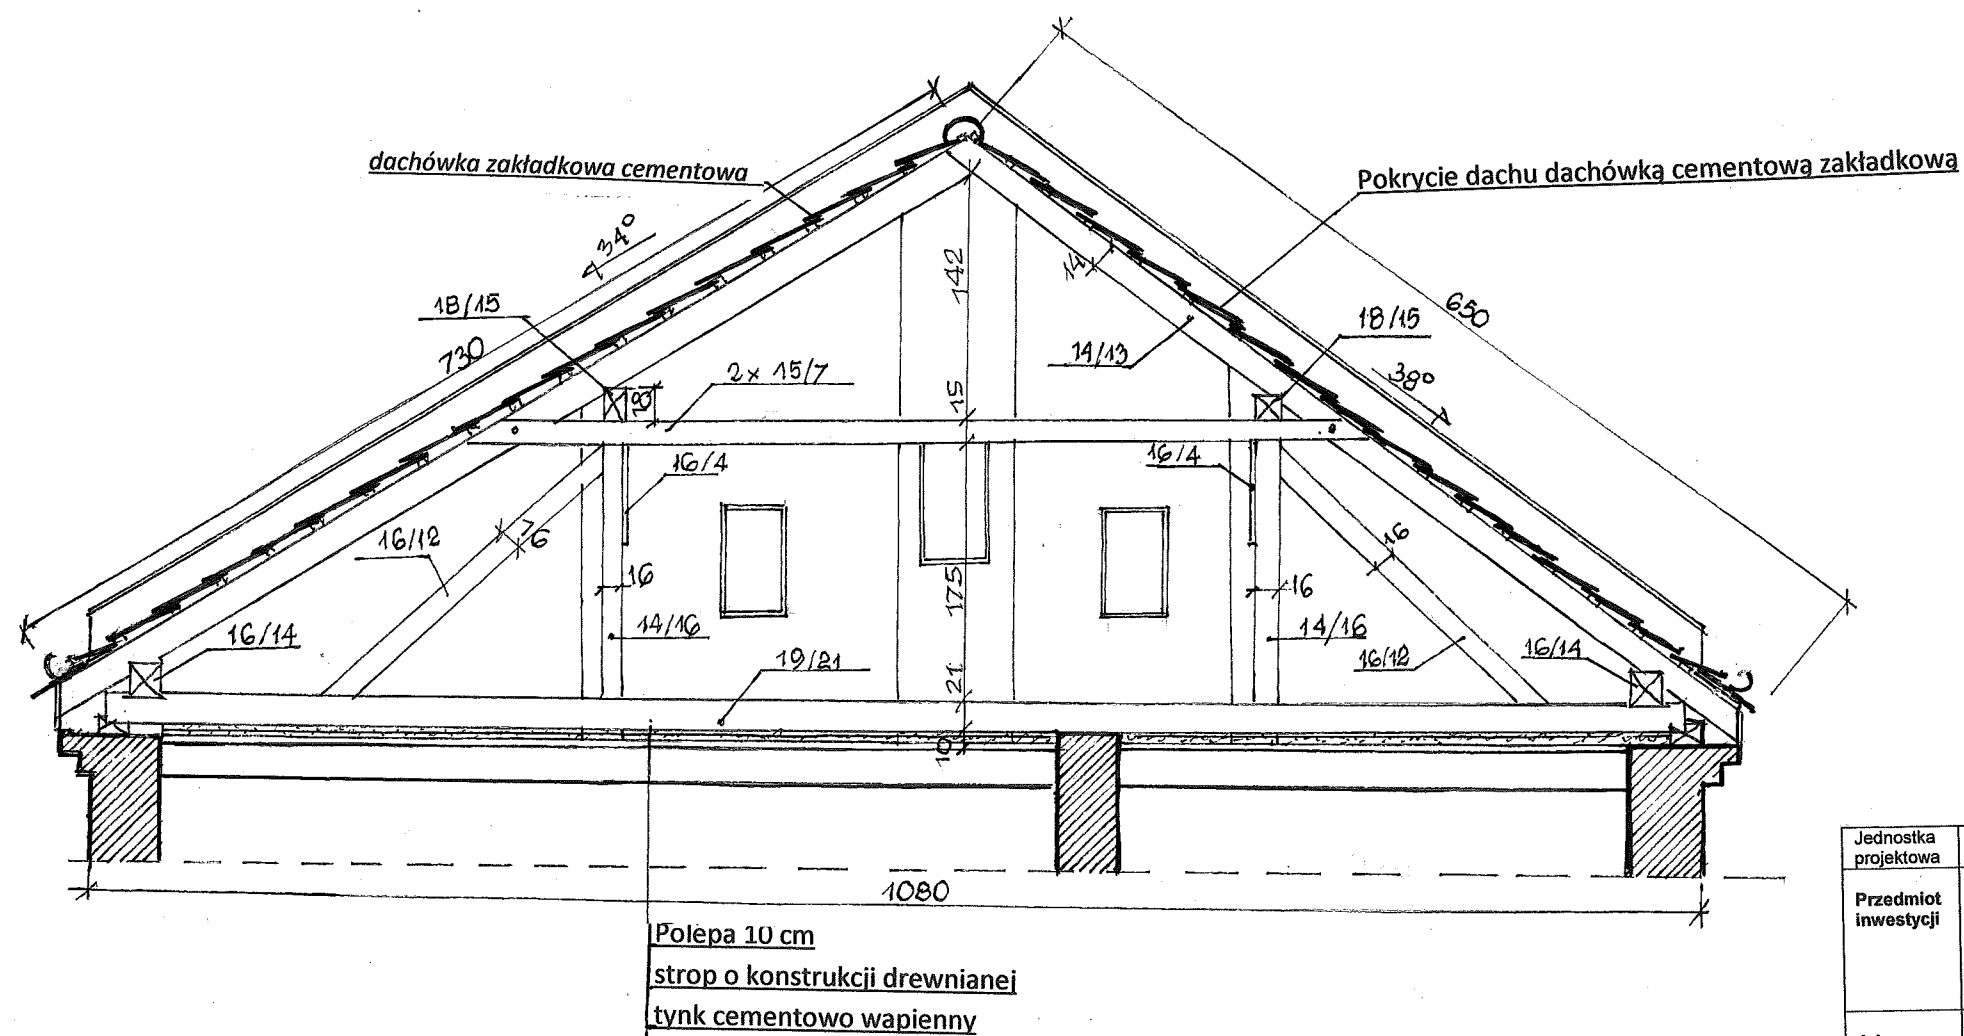 dachówka zakładkowa cementowa
Pokrycie dachu dachówką cementową zakładkową
34°
142
14
650
18/15
18/15
730
14/13
38°
2x 15/7
18
15
16/4
16/4
16/12
16
16
175
16
16
14/16
14/16
16/14
16/12
16/14
19/21
21
10
1080
Jednostka
projektowa
Przedmiot
inwestycji
Polepa 10 cm
strop o konstrukcji drewnianej
tynk cementowo wapienny